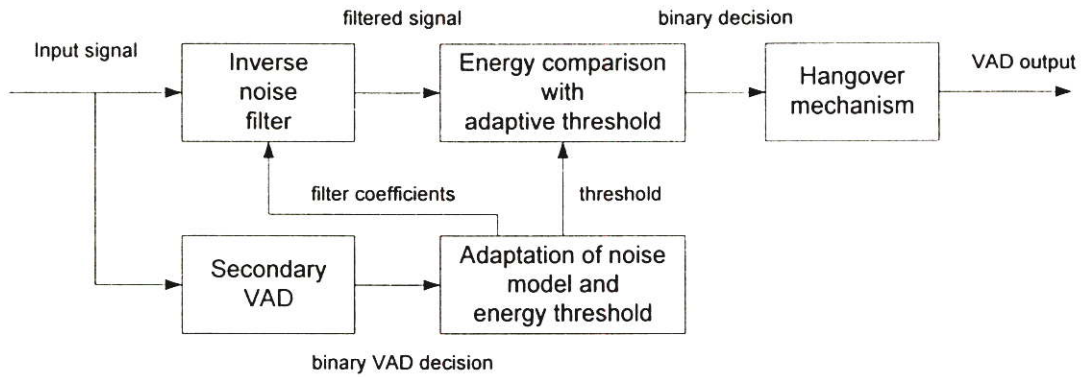 filtered signal
binary decision
Input signal
Inverse
noise
filter
Energy comparison
with
adaptive threshold
Hangover
mechanism
VAD output
filter coefficients
threshold
Secondary
VAD
Adaptation of noise
model and
energy threshold
binary VAD decision